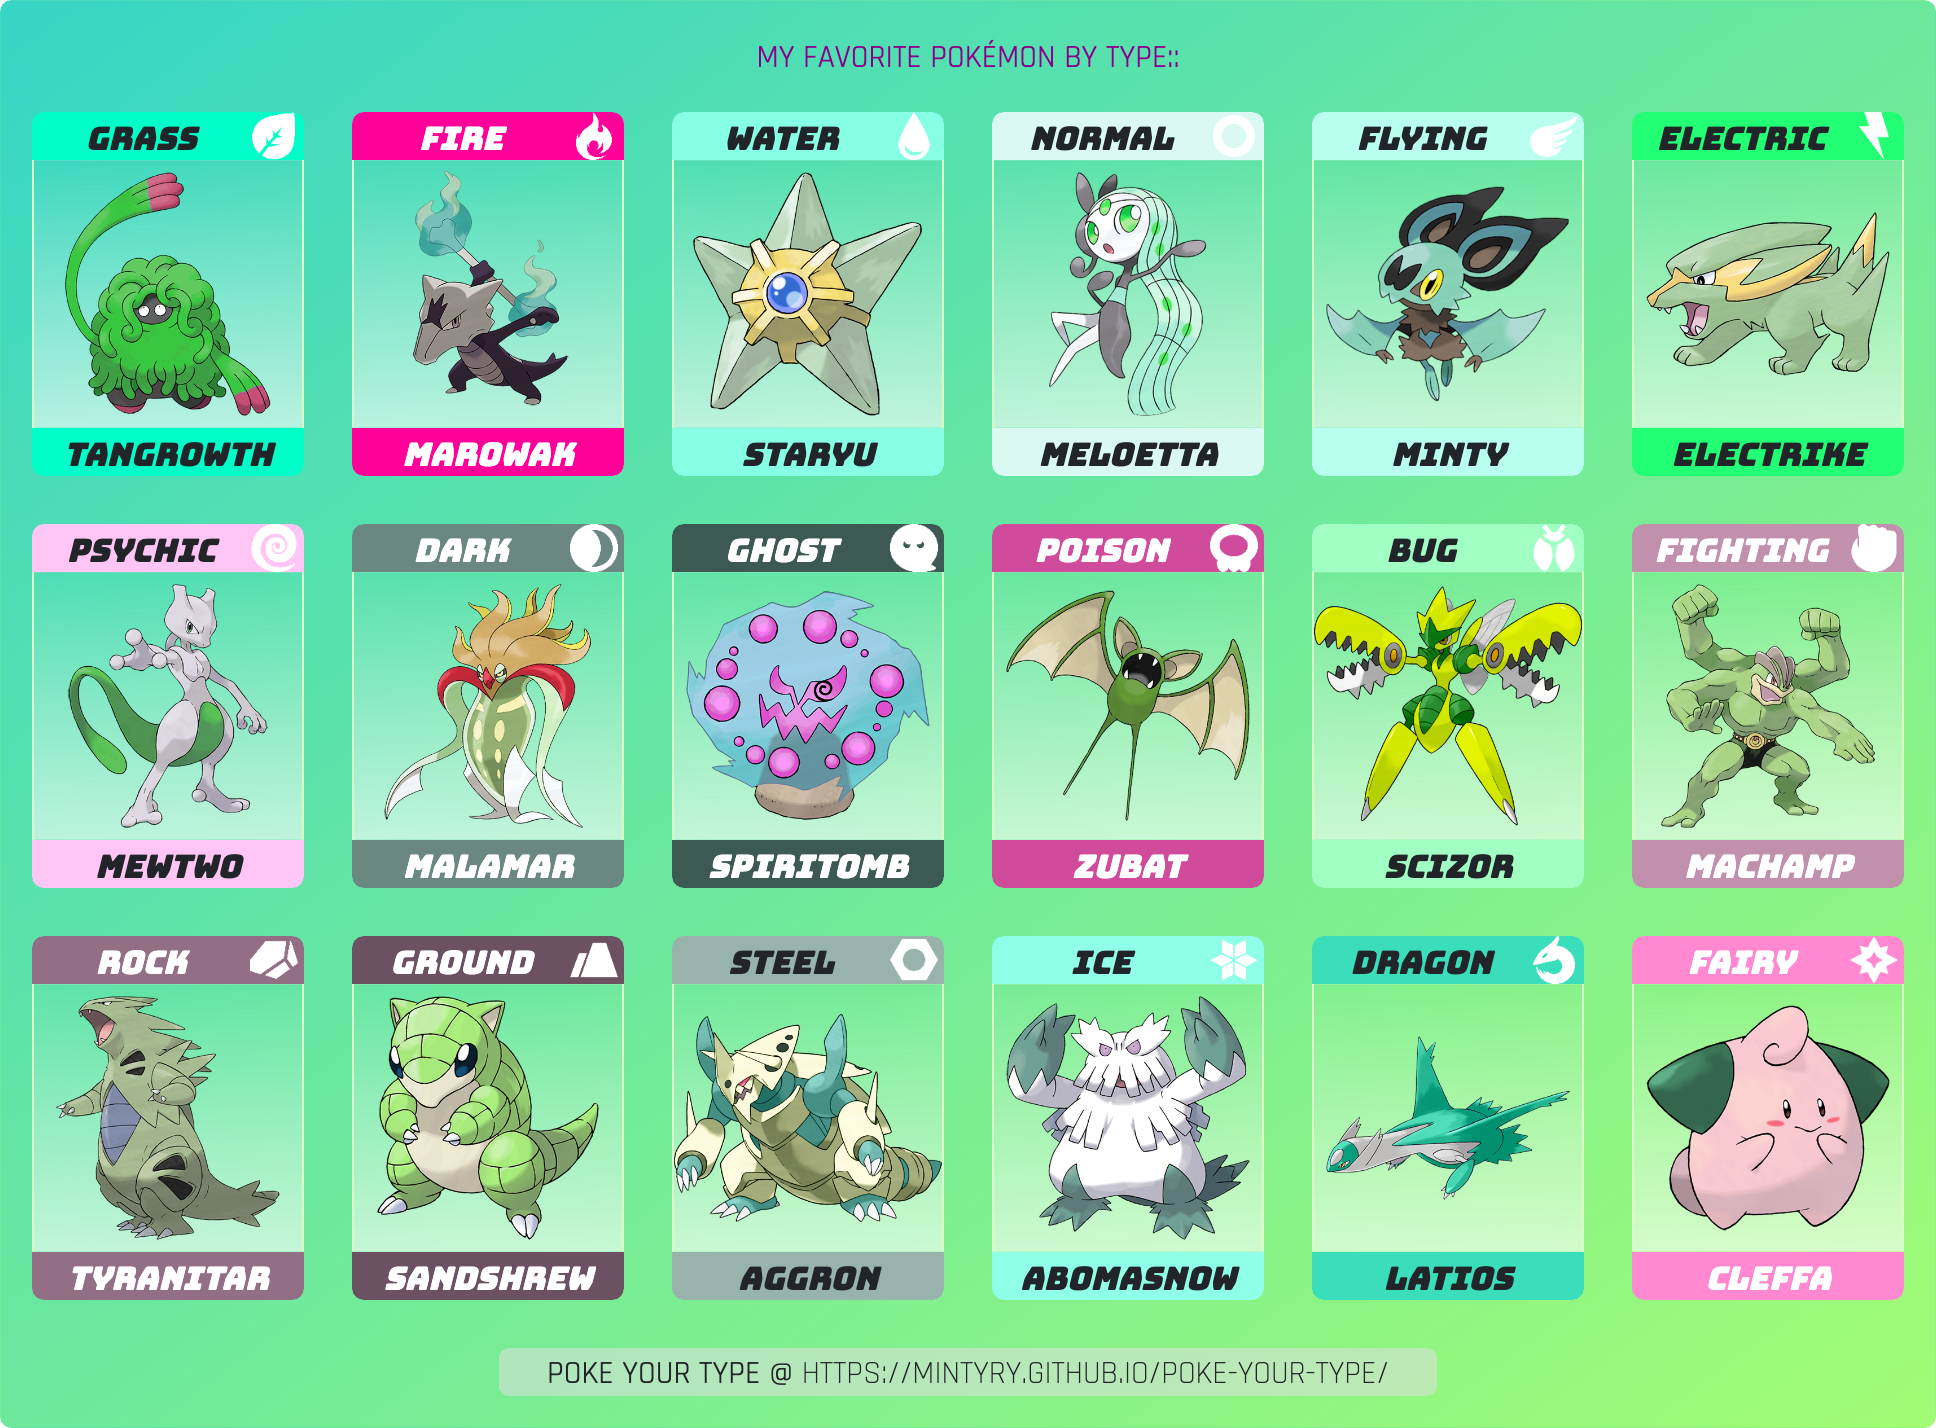 MY FAVORITE POKÉMON BY TYPE::
GRASS
FIRE
WATER
NORMAL
FLYING
ELECTRIC
TANGROWTH
MAROWAK
STARYU
MELOETTA
MINTY
ELECTRIKE
PSYCHIC
DARK
GHOST
POISON
BUG
FIGHTING
MEWTWO
MALAMAR
SPIRITOMB
ZUBAT
SCIZOR
MACHAMP
ROCK
GROUND
STEEL
ICE
DRAGON
FAIRY
TYRANITAR
SANDSHREW
AGGRON
ABOMASNOW
LATIOS
CLEFFA
POKE YOUR TYPE @ HTTPS://MINTYRY.GITHUB.IO/POKE-YOUR-TYPE/